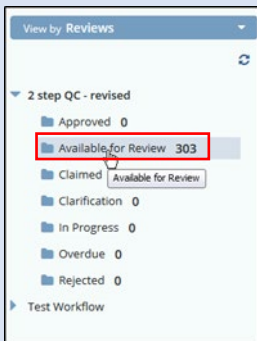 View by Reviews
2 step QC - revised
Approved 0
Available for Review 303
Claimed
Available for Review
Clarification 0
In Progress 0
Overdue 0
Rejected 0
Test Workflow